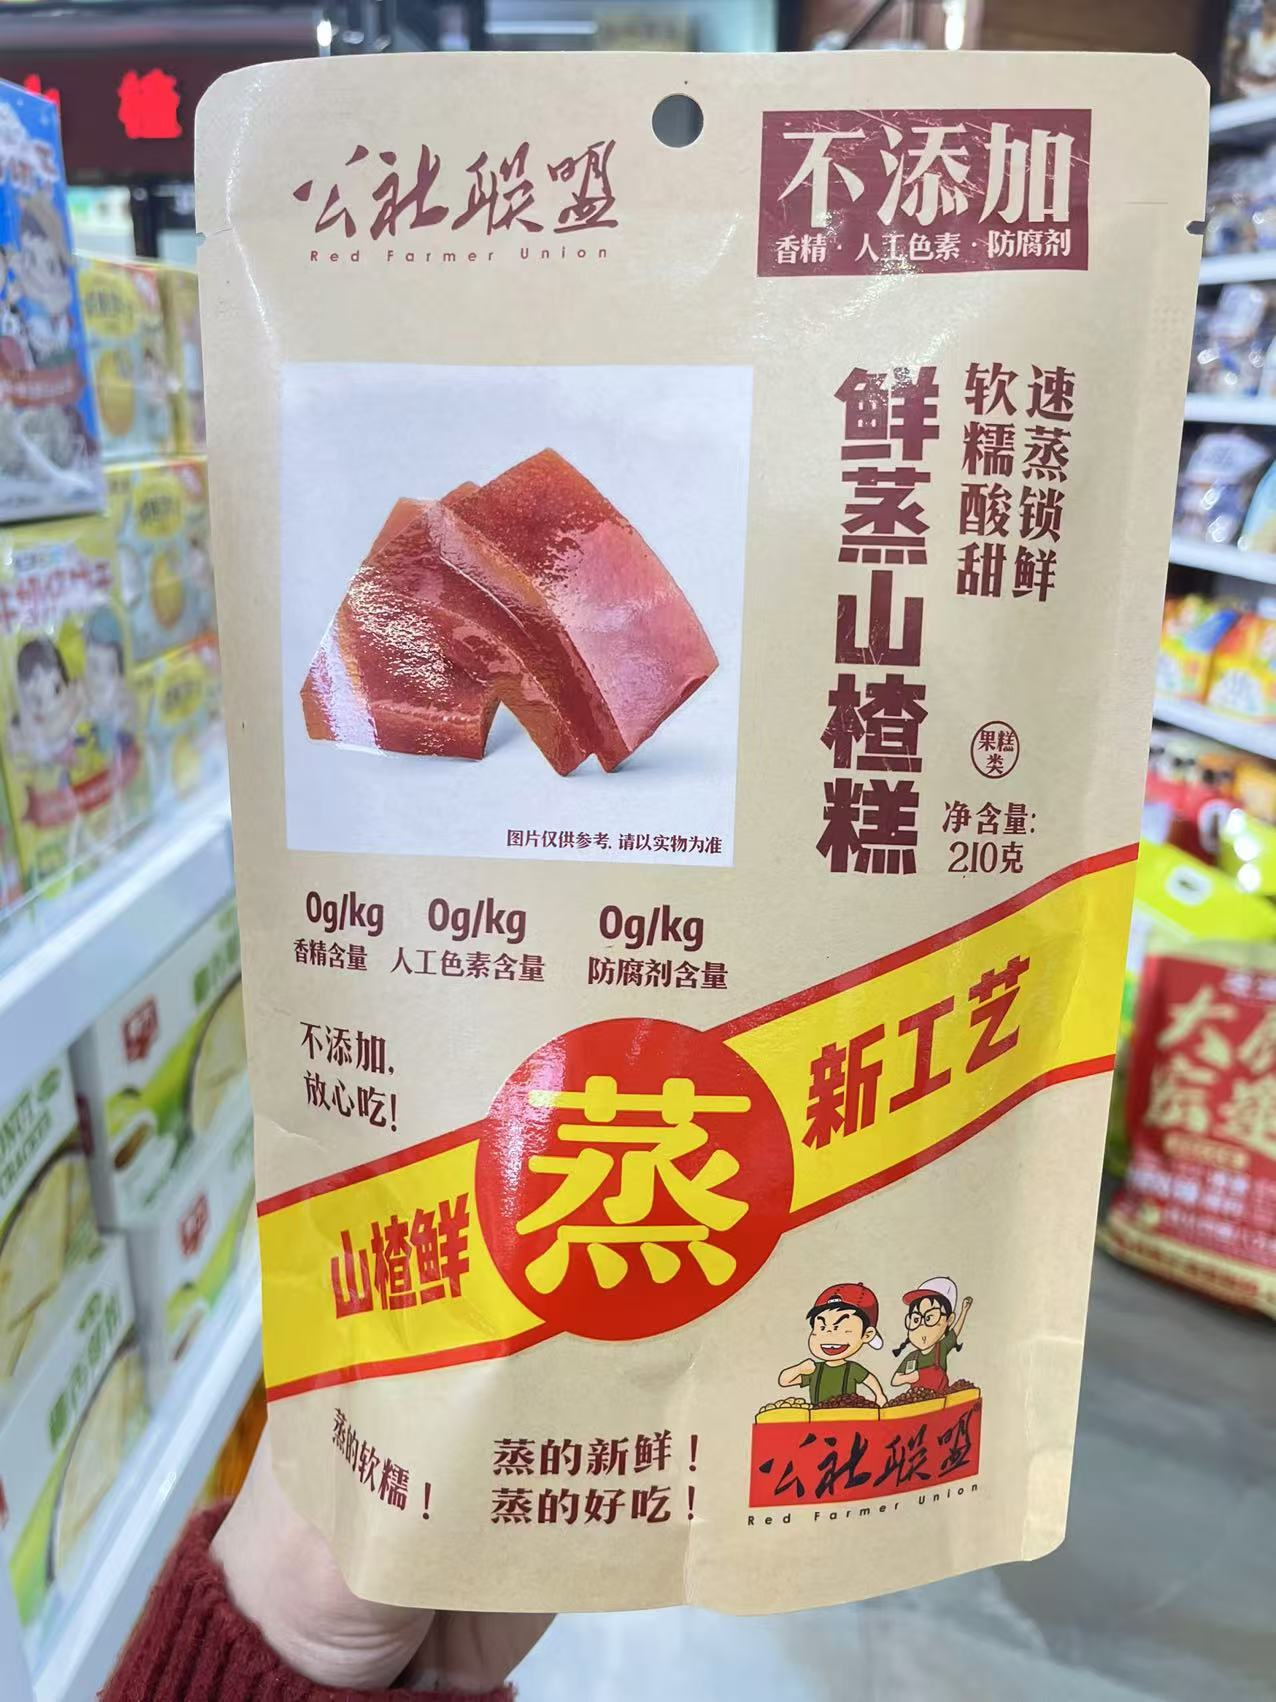 公社联盟
Red Farmer Union
不添加
香精·人工色素·防腐剂
速蒸锁鲜
软糯酸甜
鲜蒸山楂糕
果糕类
净含量:
210克
图片仅供参考, 请以实物为准
0g/kg 0g/kg 0g/kg
香精含量 人工色素含量 防腐剂含量
不添加,
放心吃!
山楂鲜蒸新工艺
蒸的软糯！
蒸的新鲜！
蒸的好吃！
公社联盟®
Red Farmer Union